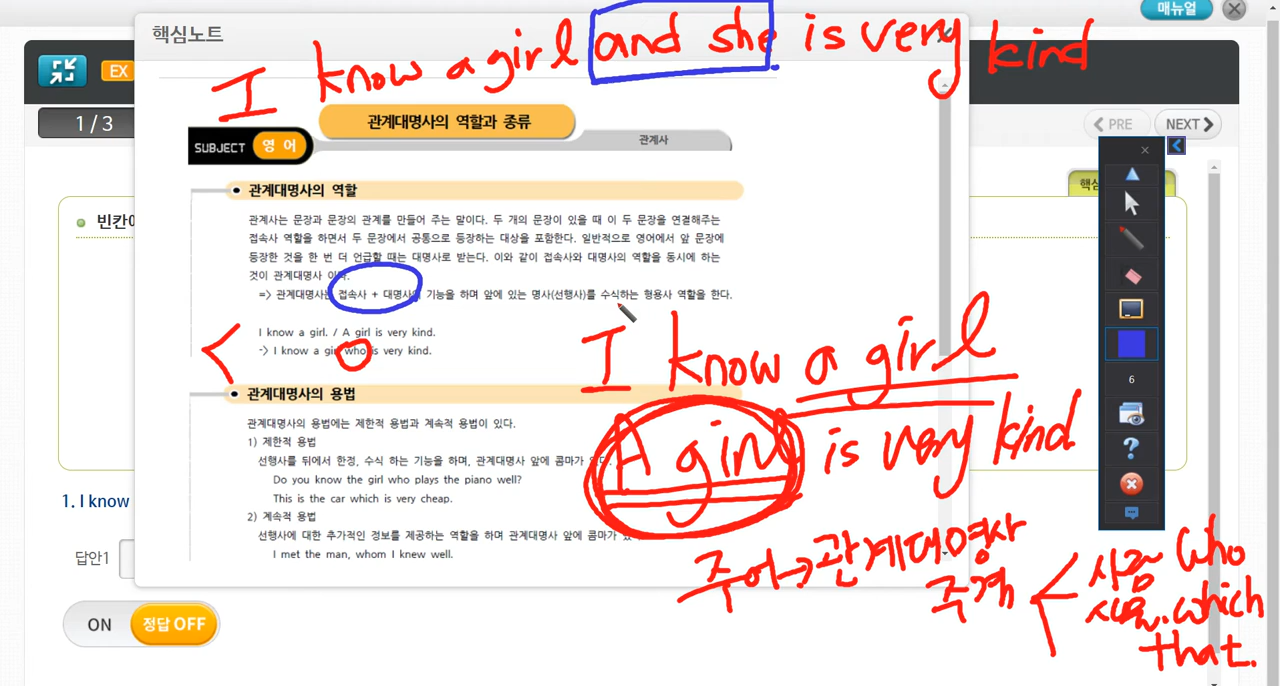 매뉴얼
핵심노트
I know a girl and she is very kind
EX
1 / 3
PRE
NEXT
관계대명사의 역할과 종류
SUBJECT 영 어
관계사
관계대명사의 역할
관계사는 문장과 문장의 관계를 만들어 주는 말이다. 두 개의 문장이 있을 때 이 두 문장을 연결해주는
접속사 역할을 하면서 두 문장에서 공통으로 등장하는 대상을 포함한다. 일반적으로 영어에서 앞 문장에
등장한 것을 한 번 더 언급할 때는 대명사로 받는다. 이와 같이 접속사와 대명사의 역할을 동시에 하는
것이 관계대명사 이다.
=> 관계대명사는 접속사 + 대명사의 기능을 하며 앞에 있는 명사(선행사)를 수식하는 형용사 역할을 한다.
I know a girl. / A girl is very kind.
-> I know a girl who is very kind.
I know a girl
A girl is very kind
주어→관계대명사
주격
사람 who
사물. which
that.
관계대명사의 용법
관계대명사의 용법에는 제한적 용법과 계속적 용법이 있다.
1) 제한적 용법
선행사를 뒤에서 한정, 수식 하는 기능을 하며, 관계대명사 앞에 콤마가 없다.
Do you know the girl who plays the piano well?
This is the car which is very cheap.
2) 계속적 용법
선행사에 대한 추가적인 정보를 제공하는 역할을 하며 관계대명사 앞에 콤마가 있
I met the man, whom I knew well.
6
핵심
빈칸에
1. I know
답안1
ON 정답 OFF